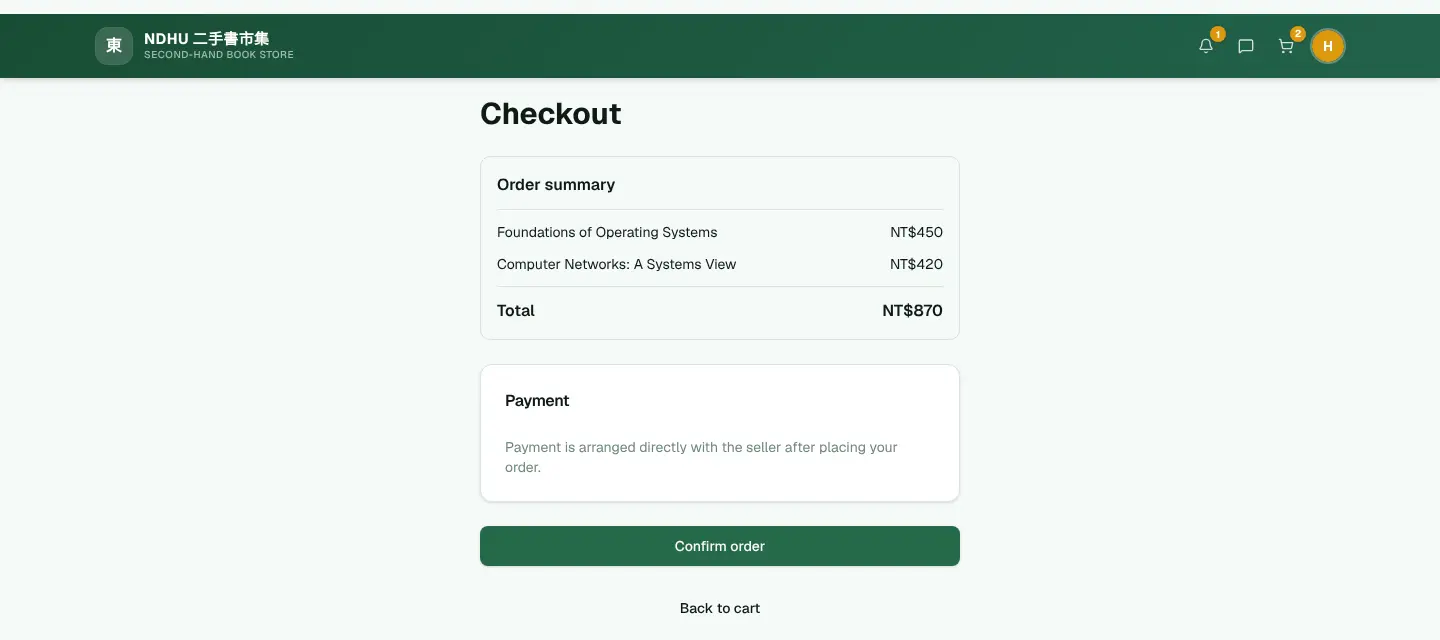 東
NDHU 二手書市集
SECOND-HAND BOOK STORE
1
2
H
Checkout
Order summary
Foundations of Operating Systems NT$450
Computer Networks: A Systems View NT$420
Total NT$870
Payment
Payment is arranged directly with the seller after placing your
order.
Confirm order
Back to cart